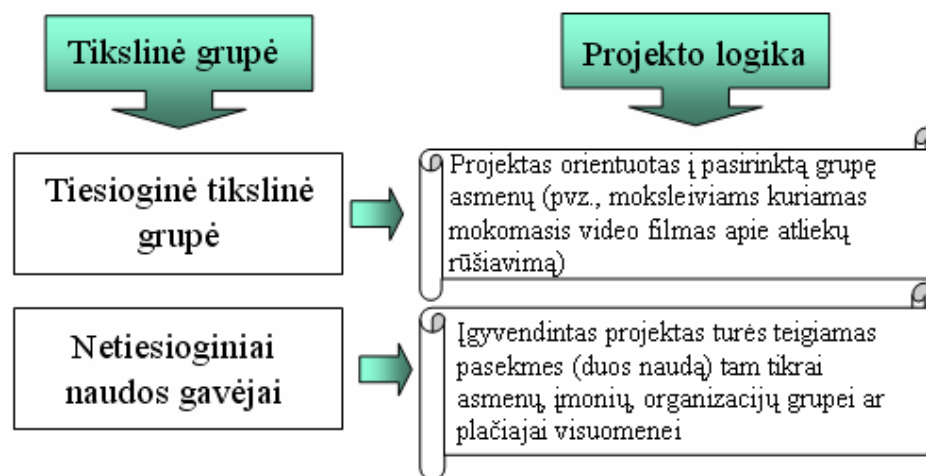 Tikslinė grupė
Projekto logika
Tiesioginė tikslinė
grupė
Projektas orientuotas į pasirinktą grupę
asmenų (pvz., moksleiviams kuriamas
mokomasis video filmas apie atliekų
rūšiavimą)
Netiesioginiai
naudos gavėjai
Įgyvendintas projektas turės teigiamas
pasekmes (duos naudą) tam tikrai
asmenų, įmonių, organizacijų grupei ar
plačiajai visuomenei